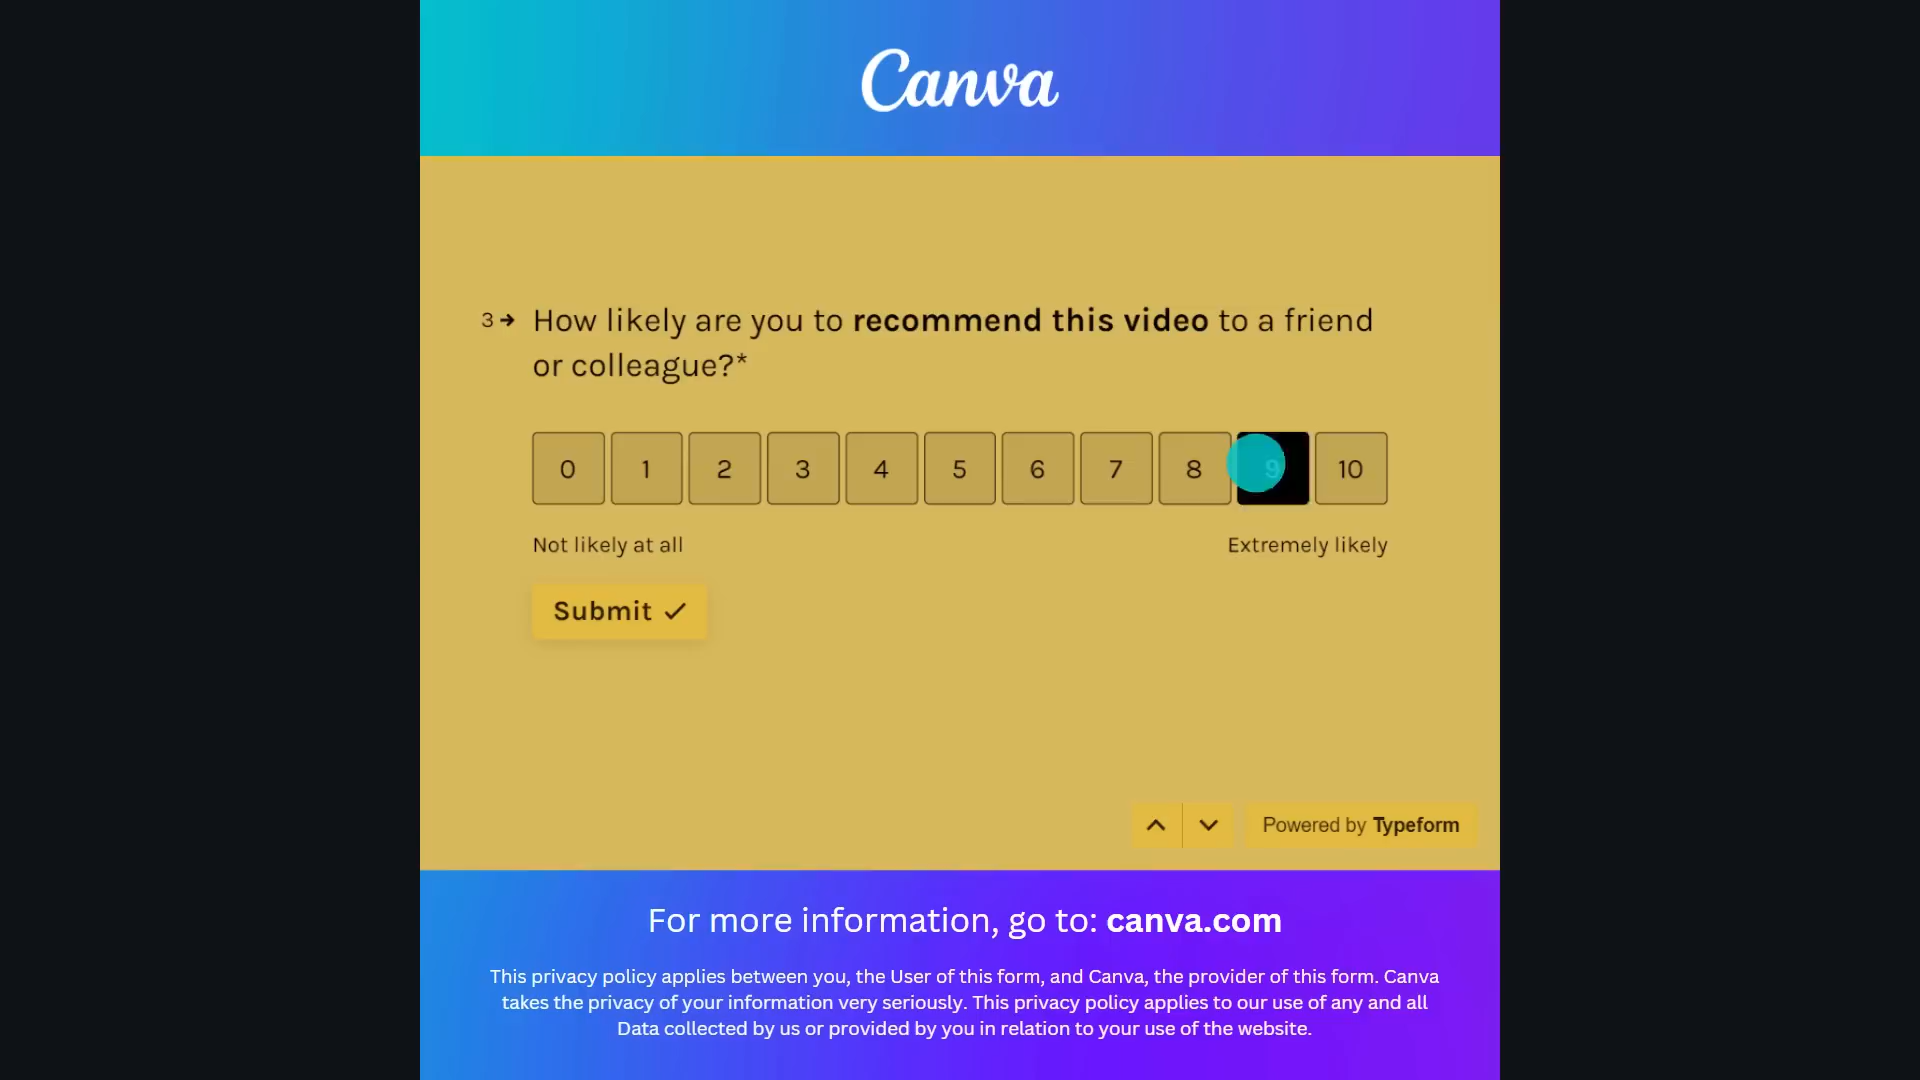 Canva
3 → How likely are you to recommend this video to a friend
or colleague?*
0 1 2 3 4 5 6 7 8 9 10
Not likely at all Extremely likely
Submit ✓
Powered by Typeform
For more information, go to: canva.com
This privacy policy applies between you, the User of this form, and Canva, the provider of this form. Canva
takes the privacy of your information very seriously. This privacy policy applies to our use of any and all
Data collected by us or provided by you in relation to your use of the website.